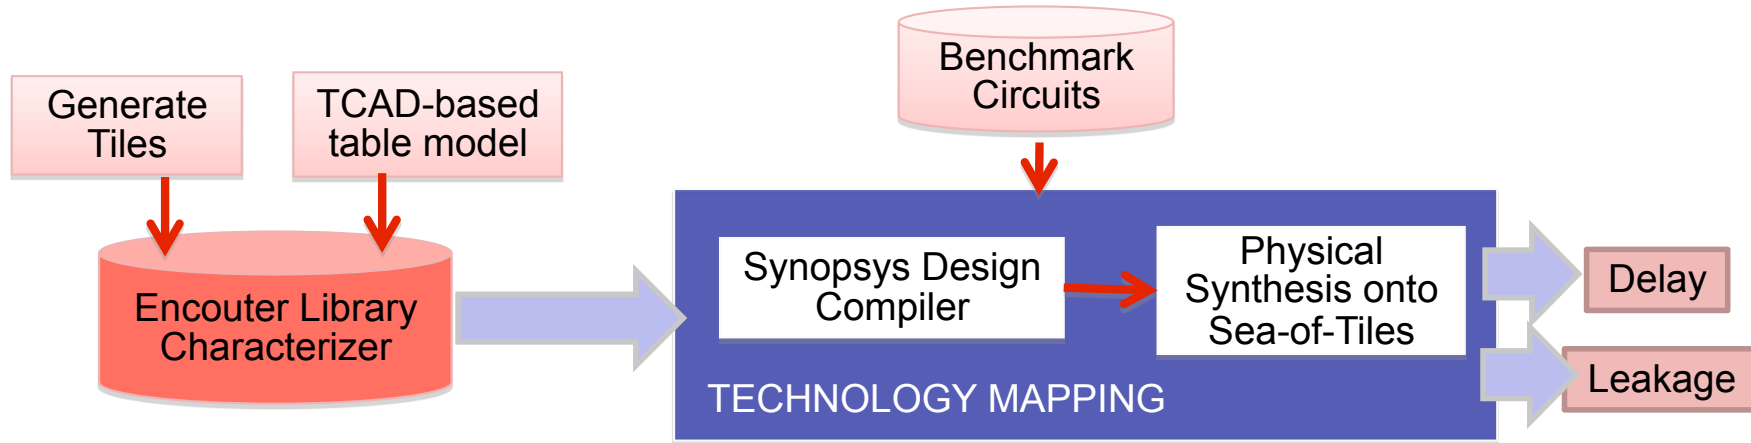 Generate
Tiles
TCAD-based
table model
Benchmark
Circuits
Encouter Library
Characterizer
Synopsys Design
Compiler
Physical
Synthesis onto
Sea-of-Tiles
TECHNOLOGY MAPPING
Delay
Leakage